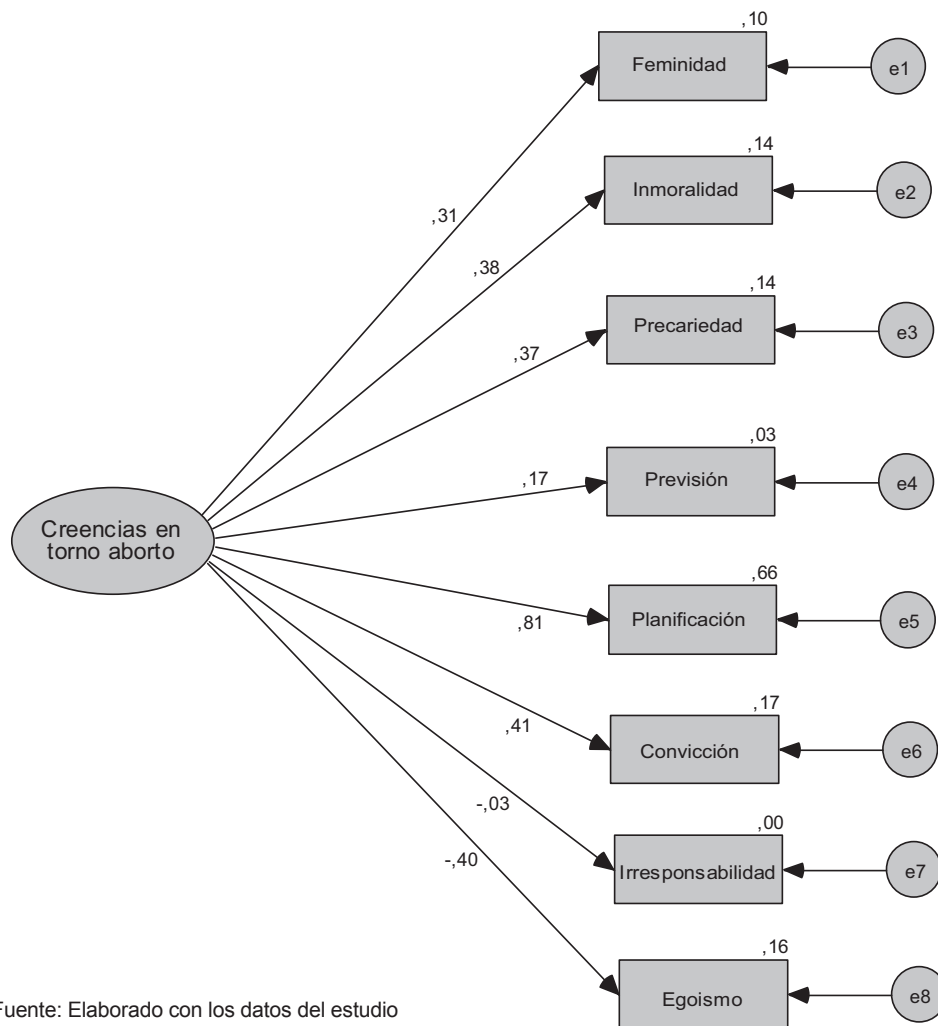 ,10
Feminidad
e1
,14
Inmoralidad
e2
,31
,38
,14
Precariedad
e3
,37
,03
Previsión
e4
,17
Creencias en
torno aborto
,66
Planificación
e5
,81
,17
Convicción
e6
,41
-,03
,00
Irresponsabilidad
e7
-,40
,16
Egoismo
e8
Fuente: Elaborado con los datos del estudio